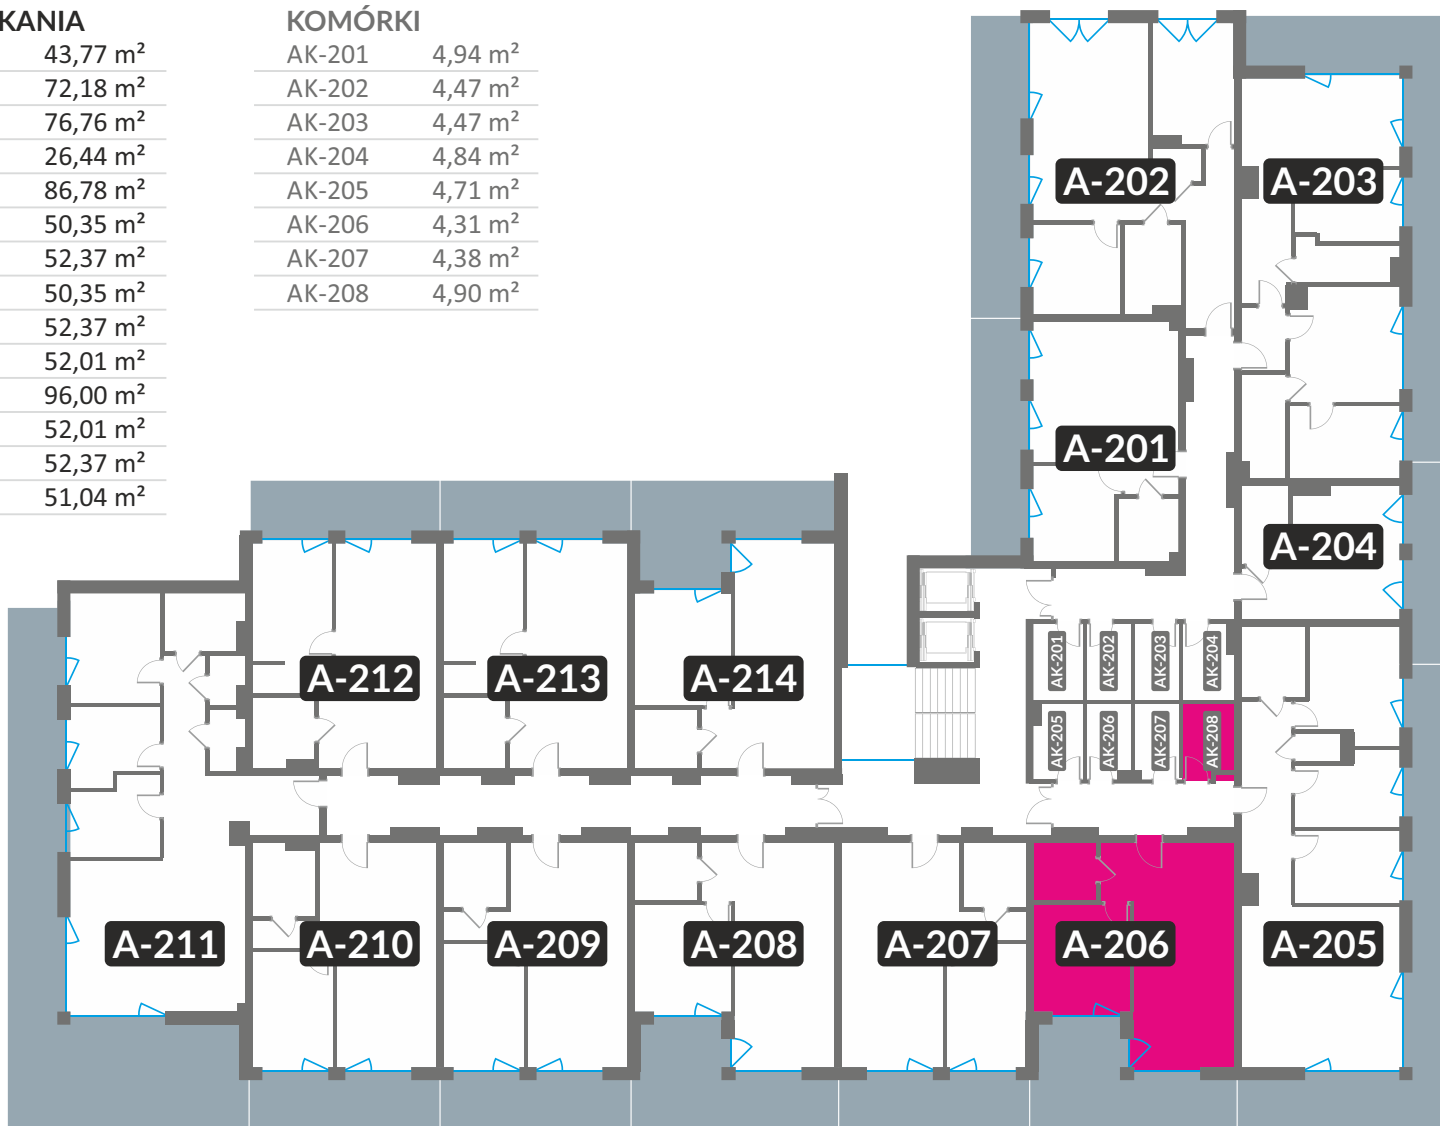 KANIA
43,77 m²
72,18 m²
76,76 m²
26,44 m²
86,78 m²
50,35 m²
52,37 m²
50,35 m²
52,37 m²
52,01 m²
96,00 m²
52,01 m²
52,37 m²
51,04 m²
KOMÓRKI
AK-201 4,94 m²
AK-202 4,47 m²
AK-203 4,47 m²
AK-204 4,84 m²
AK-205 4,71 m²
AK-206 4,31 m²
AK-207 4,38 m²
AK-208 4,90 m²
A-202
A-203
A-201
A-204
AK-201
AK-202
AK-203
AK-204
A-212
A-213
A-214
AK-205
AK-206
AK-207
AK-208
A-211
A-210
A-209
A-208
A-207
A-206
A-205